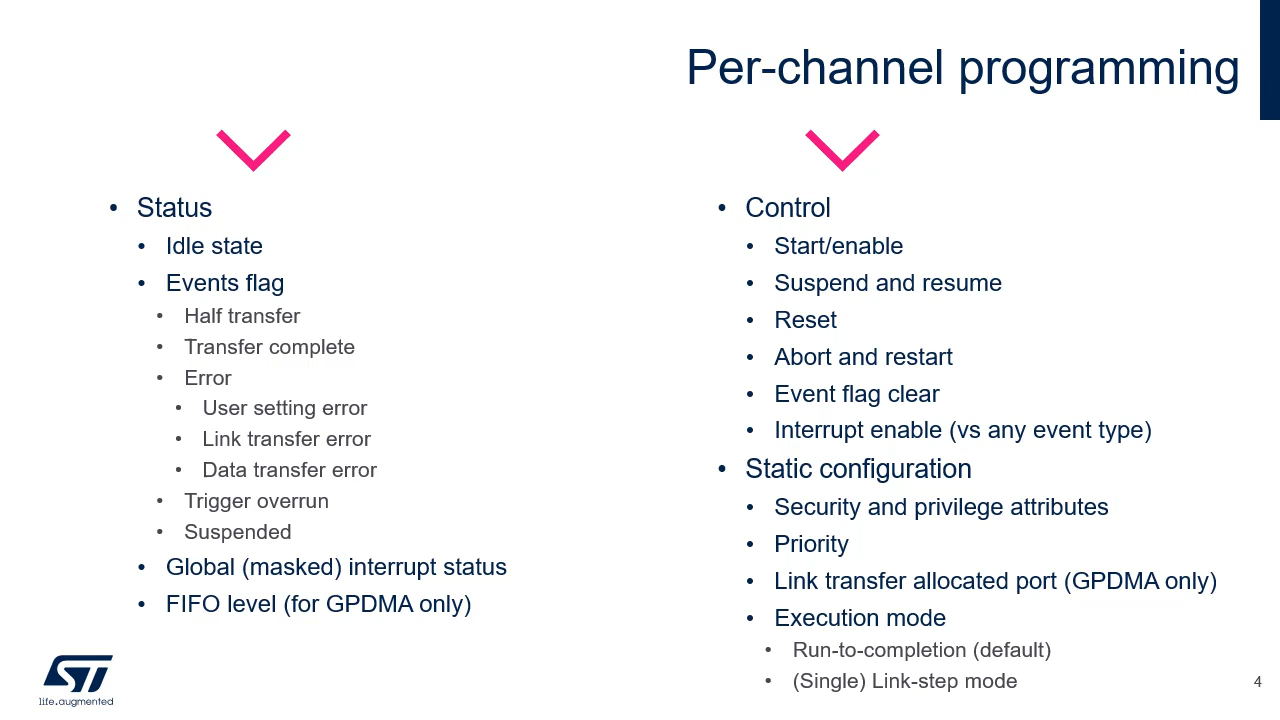 Per-channel programming
• Status
• Idle state
• Events flag
• Half transfer
• Transfer complete
• Error
• User setting error
• Link transfer error
• Data transfer error
• Trigger overrun
• Suspended
• Global (masked) interrupt status
• FIFO level (for GPDMA only)
• Control
• Start/enable
• Suspend and resume
• Reset
• Abort and restart
• Event flag clear
• Interrupt enable (vs any event type)
• Static configuration
• Security and privilege attributes
• Priority
• Link transfer allocated port (GPDMA only)
• Execution mode
• Run-to-completion (default)
• (Single) Link-step mode
ST
life.augmented
4